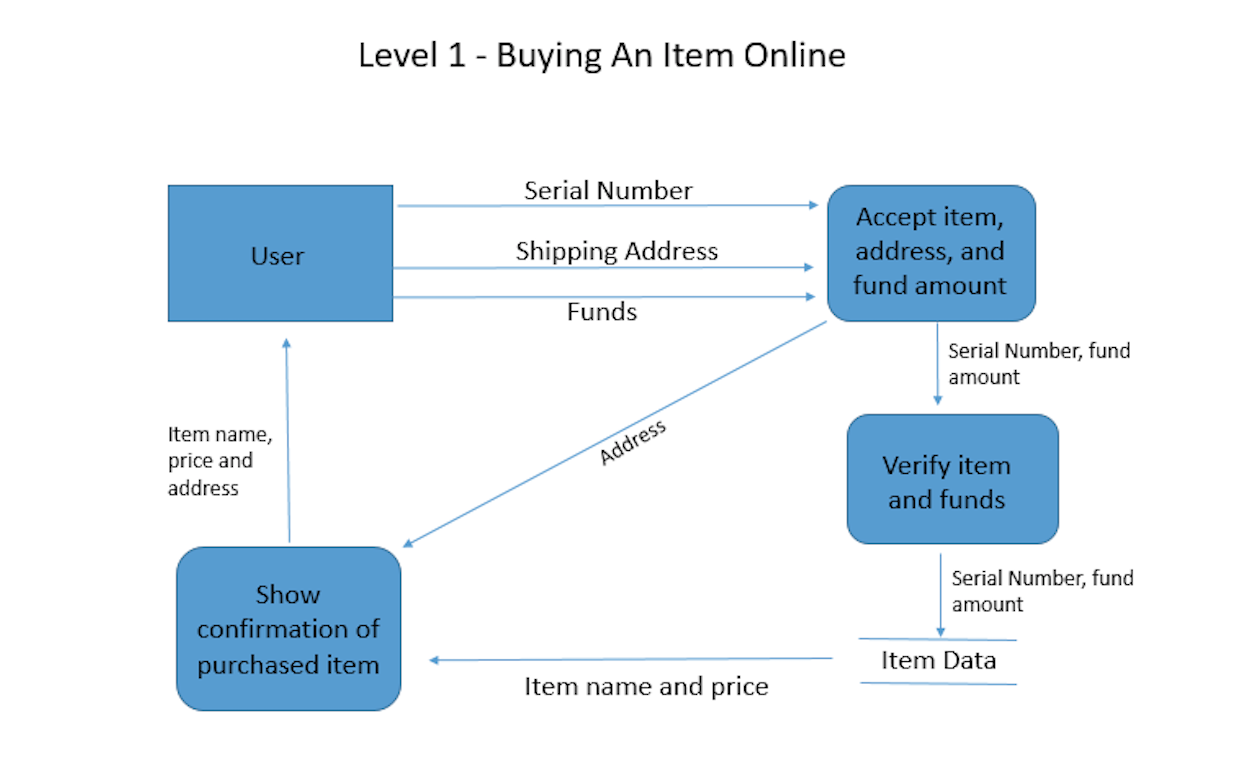 Level 1 - Buying An Item Online
Serial Number
User
Shipping Address
Funds
Accept item,
address, and
fund amount
Serial Number, fund
amount
Item name,
price and
address
Address
Verify item
and funds
Serial Number, fund
amount
Show
confirmation of
purchased item
Item Data
Item name and price